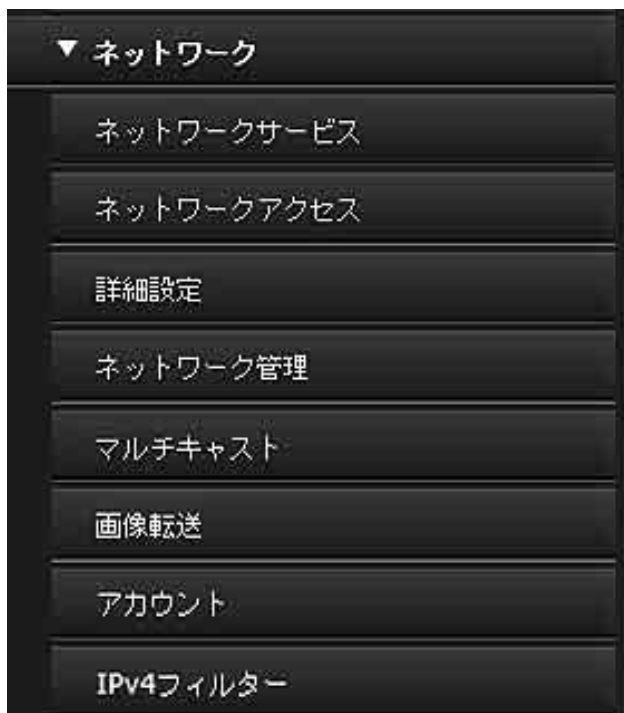 ▼ ネットワーク
ネットワークサービス
ネットワークアクセス
詳細設定
ネットワーク管理
マルチキャスト
画像転送
アカウント
IPv4フィルター